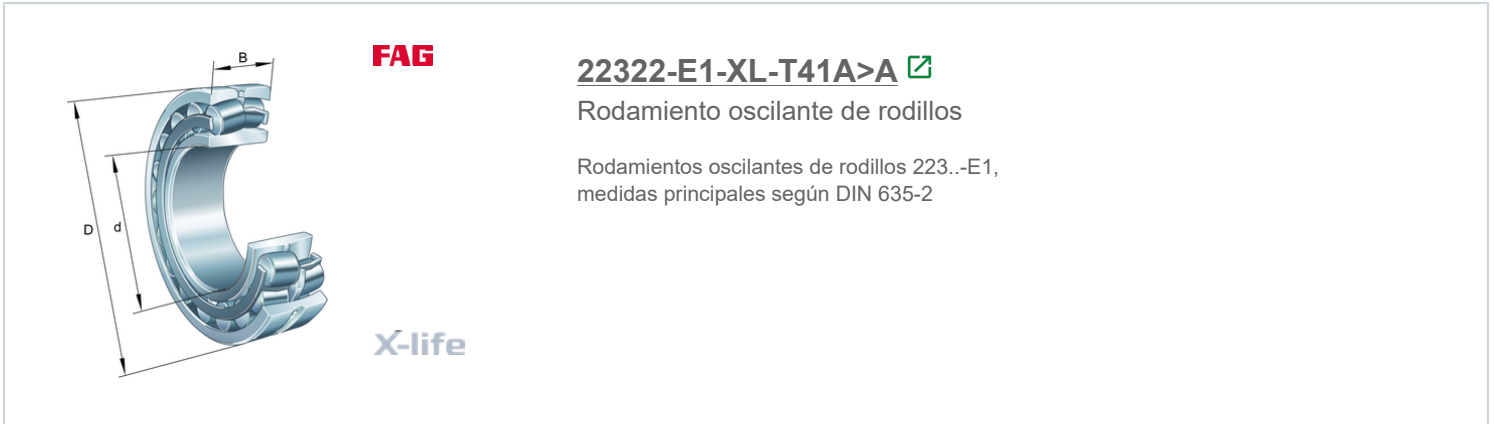 B
FAG
22322-E1-XL-T41A>A
Rodamiento oscilante de rodillos
Rodamientos oscilantes de rodillos 223..-E1,
medidas principales según DIN 635-2
D
d
X-life